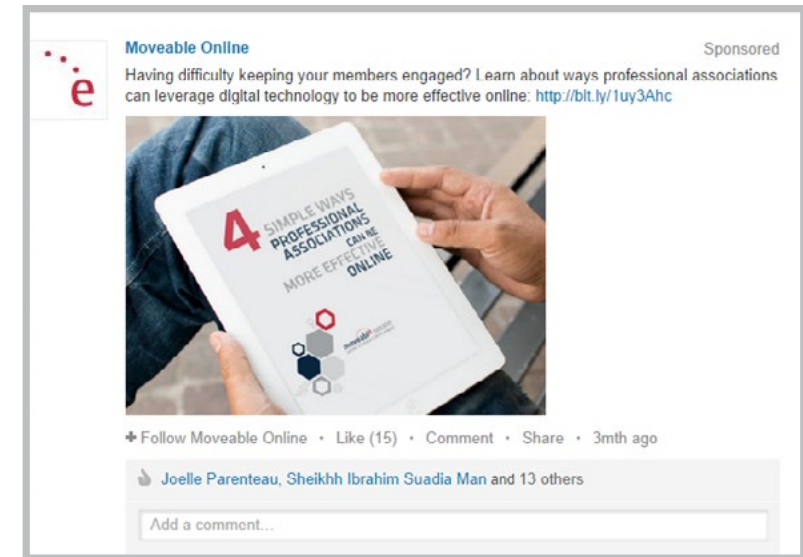 Moveable Online
Sponsored
Having difficulty keeping your members engaged? Learn about ways professional associations
can leverage digital technology to be more effective online: http://bit.ly/1uy3Ahc
e
4 SIMPLE WAYS
PROFESSIONAL
ASSOCIATIONS
CAN BE
MORE EFFECTIVE
ONLINE
+ Follow Moveable Online • Like (15) • Comment • Share • 3mth ago
Joelle Parenteau, Sheikhh Ibrahim Suadia Man and 13 others
Add a comment...